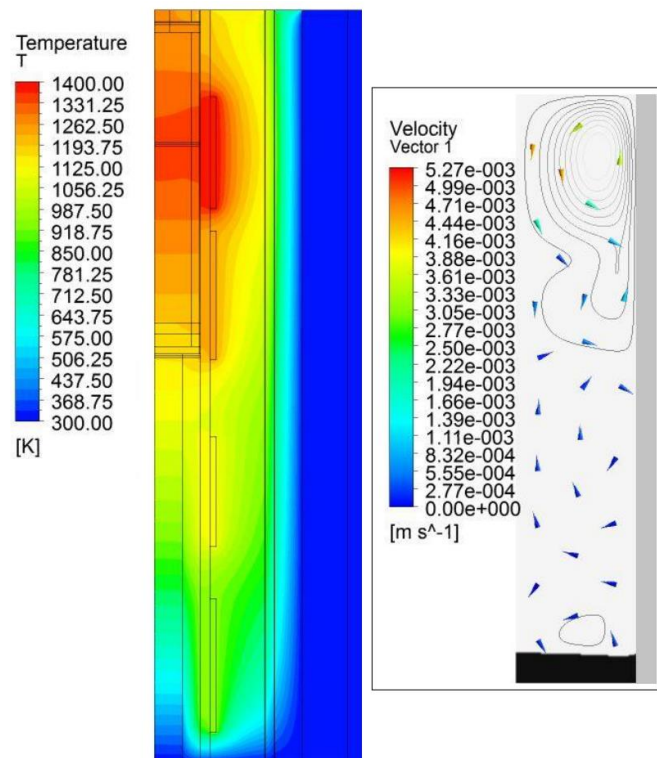 Temperature
T
1400.00
1331.25
1262.50
1193.75
1125.00
1056.25
987.50
918.75
850.00
781.25
712.50
643.75
575.00
506.25
437.50
368.75
300.00
[K]
Velocity
Vector 1
5.27e-003
4.99e-003
4.71e-003
4.44e-003
4.16e-003
3.88e-003
3.61e-003
3.33e-003
3.05e-003
2.77e-003
2.50e-003
2.22e-003
1.94e-003
1.66e-003
1.39e-003
1.11e-003
8.32e-004
5.55e-004
2.77e-004
0.00e+000
[m s^-1]